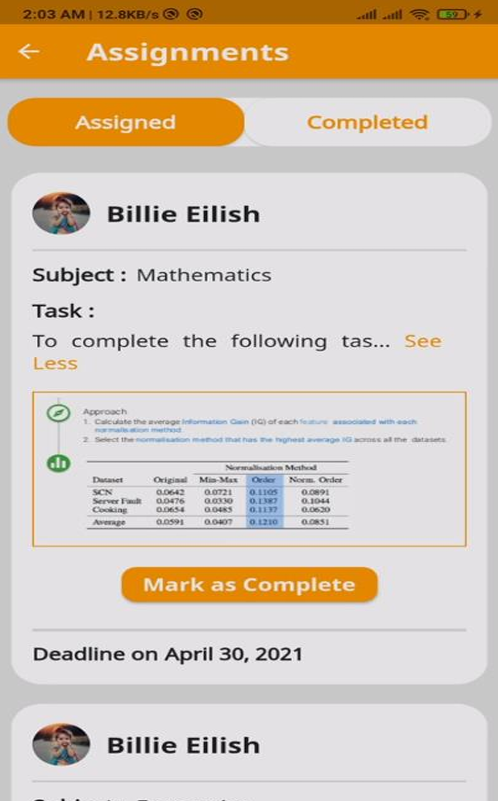 2:03 AM | 12.8KB/s
59
Assignments
Assigned Completed
Billie Eilish
Subject : Mathematics
Task :
To complete the following tas... See
Less
Approach
1. Calculate the average Information Gain (IG) of each feature associated with each
normalisation method
2. Select the normalisation method that has the highest average IG across all the datasets.
Normalisation Method
Dataset Original Min-Max Order Norm. Order
SCN 0.0642 0.0721 0.1105 0.0891
Server Fault 0.0476 0.0330 0.1387 0.1044
Cooking 0.0654 0.0485 0.1137 0.0620
Average 0.0591 0.0407 0.1210 0.0851
Mark as Complete
Deadline on April 30, 2021
Billie Eilish